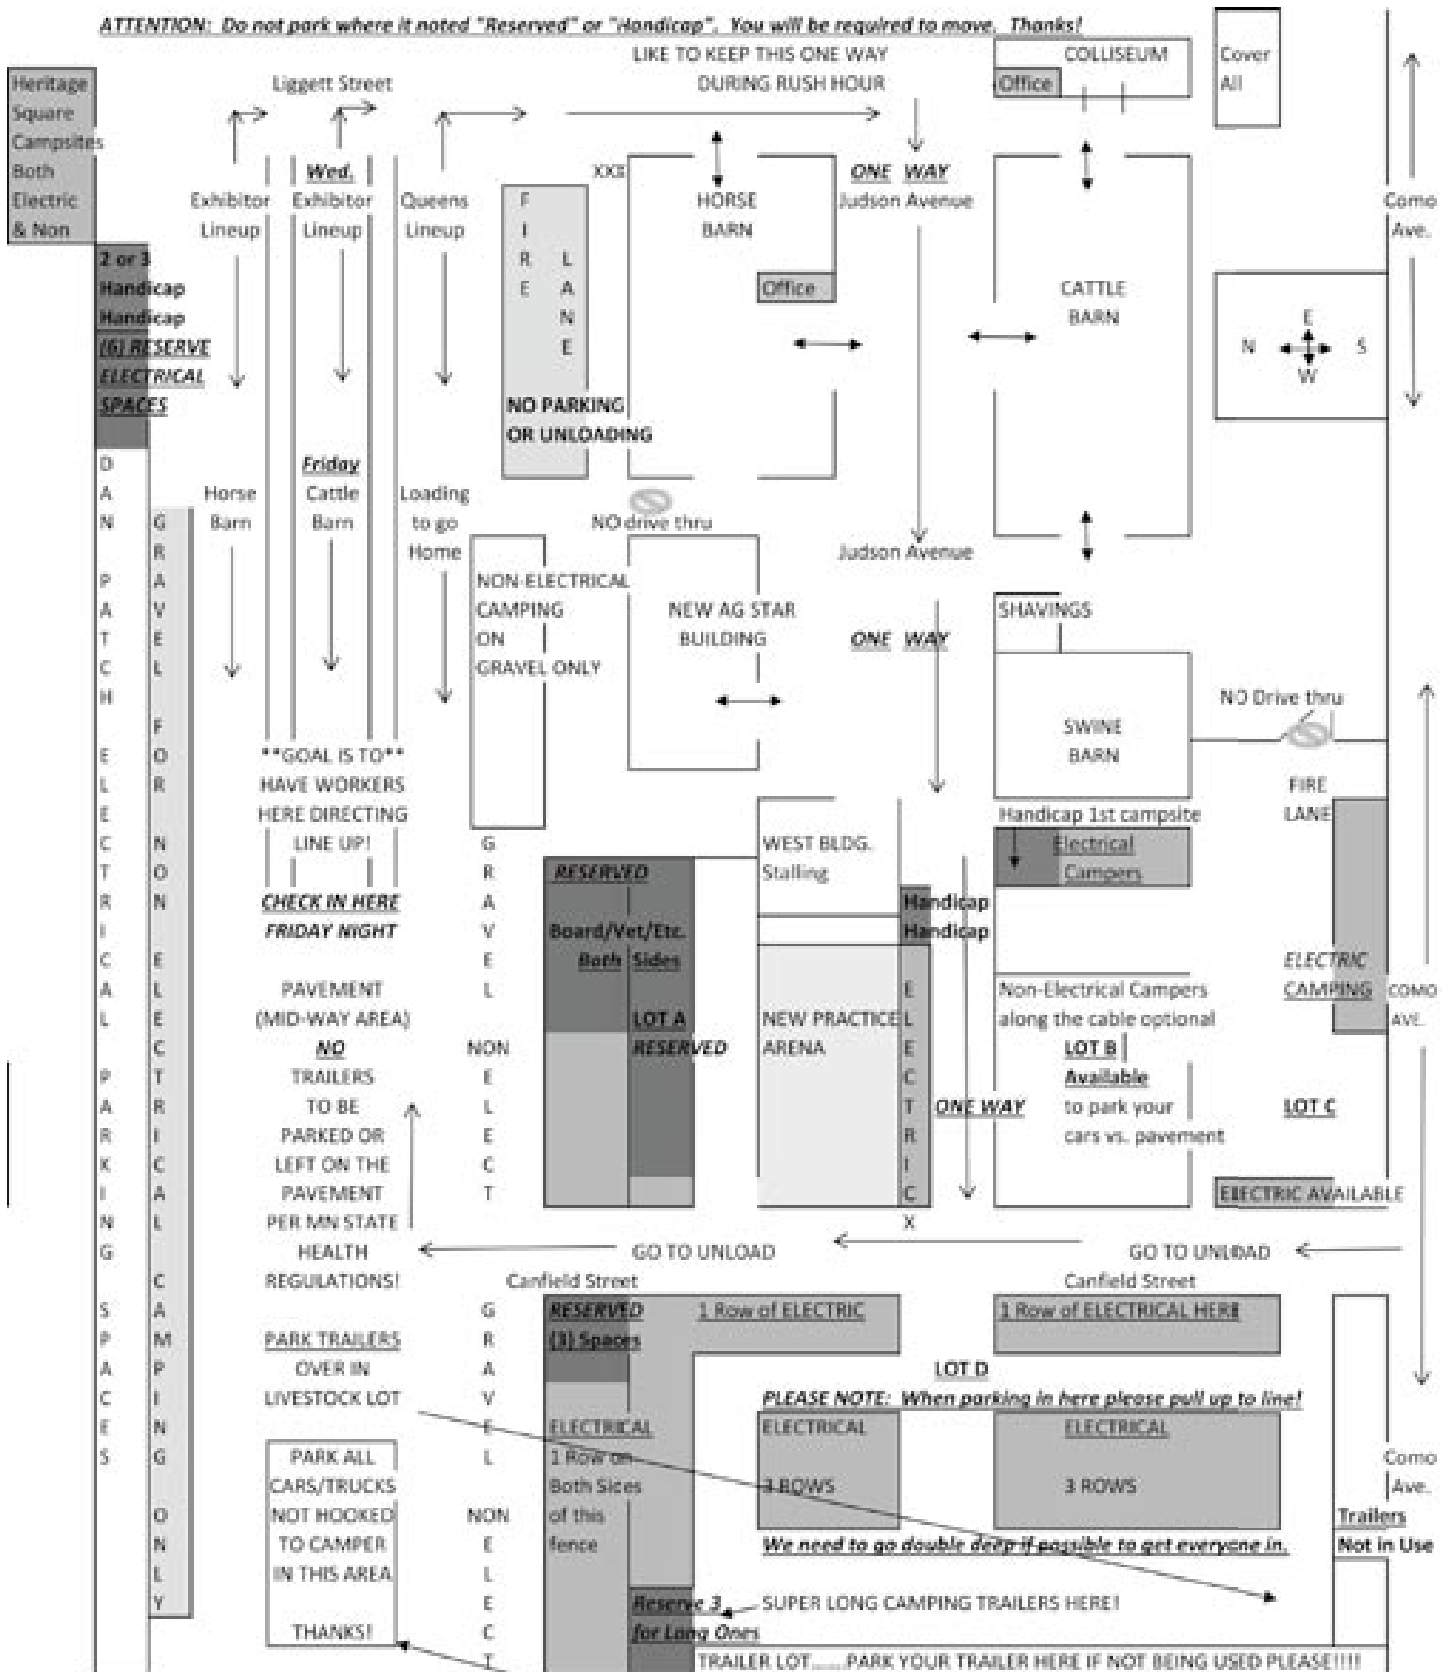 ATTENTION: Do not park where it noted "Reserved" or "Handicap". You will be required to move. Thanks!
LIKE TO KEEP THIS ONE WAY
DURING RUSH HOUR
COLLISEUM
Office
Cover
All
Heritage
Square
Campsites
Both
Electric
& Non
Liggett Street
Wed.
Exhibitor
Lineup
Exhibitor
Lineup
Queens
Lineup
XXX
FIRE
LANE
HORSE
BARN
Office
ONE WAY
Judson Avenue
CATTLE
BARN
Como
Ave.
E
N
S
W
2 or 3
Handicap
Handicap
(6) RESERVE
ELECTRICAL
SPACES
NO PARKING
OR UNLOADING
DAN PATCH ELECTRICAL PARKING SPACES
GRAVEL FOR NON ELECTRICAL CAMPING ONLY
Friday
Horse
Barn
Cattle
Barn
Loading
to go
Home
NO drive thru
Judson Avenue
NON-ELECTRICAL
CAMPING
ON
GRAVEL ONLY
NEW AG STAR
BUILDING
ONE WAY
SHAVINGS
SWINE
BARN
NO Drive thru
FIRE
LANE
**GOAL IS TO**
HAVE WORKERS
HERE DIRECTING
LINE UP!
CHECK IN HERE
FRIDAY NIGHT
WEST BLDG.
Stalling
Handicap 1st campsite
Electrical
Campers
GRAVEL
NON
ELECT
RESERVED
Board/Vet/Etc.
Both Sides
LOT A
RESERVED
Handicap
Handicap
NEW PRACTICE
ARENA
ELECTRIC
X
ONE WAY
ELECTRIC
CAMPING
COMO
AVE.
Non-Electrical Campers
along the cable optional
LOT B
Available
to park your
cars vs. pavement
LOT C
ELECTRIC AVAILABLE
PAVEMENT
(MID-WAY AREA)
NO
TRAILERS
TO BE
PARKED OR
LEFT ON THE
PAVEMENT
PER MN STATE
HEALTH
REGULATIONS!
GO TO UNLOAD
GO TO UNLOAD
Canfield Street
Canfield Street
PARK TRAILERS
OVER IN
LIVESTOCK LOT
GRAVEL
NON
ELECT
RESERVED
(3) Spaces
1 Row of ELECTRIC
1 Row of ELECTRICAL HERE
LOT D
PLEASE NOTE: When parking in here please pull up to line!
ELECTRICAL
1 Row on
Both Sices
of this
fence
ELECTRICAL
3 ROWS
ELECTRICAL
3 ROWS
Como
Ave.
Trailers
Not in Use
PARK ALL
CARS/TRUCKS
NOT HOOKED
TO CAMPER
IN THIS AREA
THANKS!
We need to go double deep if possible to get everyone in.
Reserve 3
for Long Ones
SUPER LONG CAMPING TRAILERS HERE!
TRAILER LOT......PARK YOUR TRAILER HERE IF NOT BEING USED PLEASE!!!!